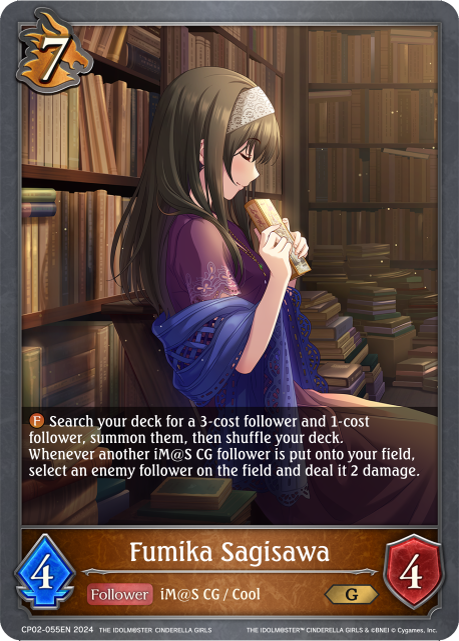 7
F Search your deck for a 3-cost follower and 1-cost
follower, summon them, then shuffle your deck.
Whenever another iM@S CG follower is put onto your field,
select an enemy follower on the field and deal it 2 damage.
Fumika Sagisawa
4
Follower iM@S CG / Cool
G
4
CP02-055EN 2024 THE IDOLM@STER CINDERELLA GIRLS THE IDOLM@STER™ CINDERELLA GIRLS & ©BNEI © Cygames, Inc.